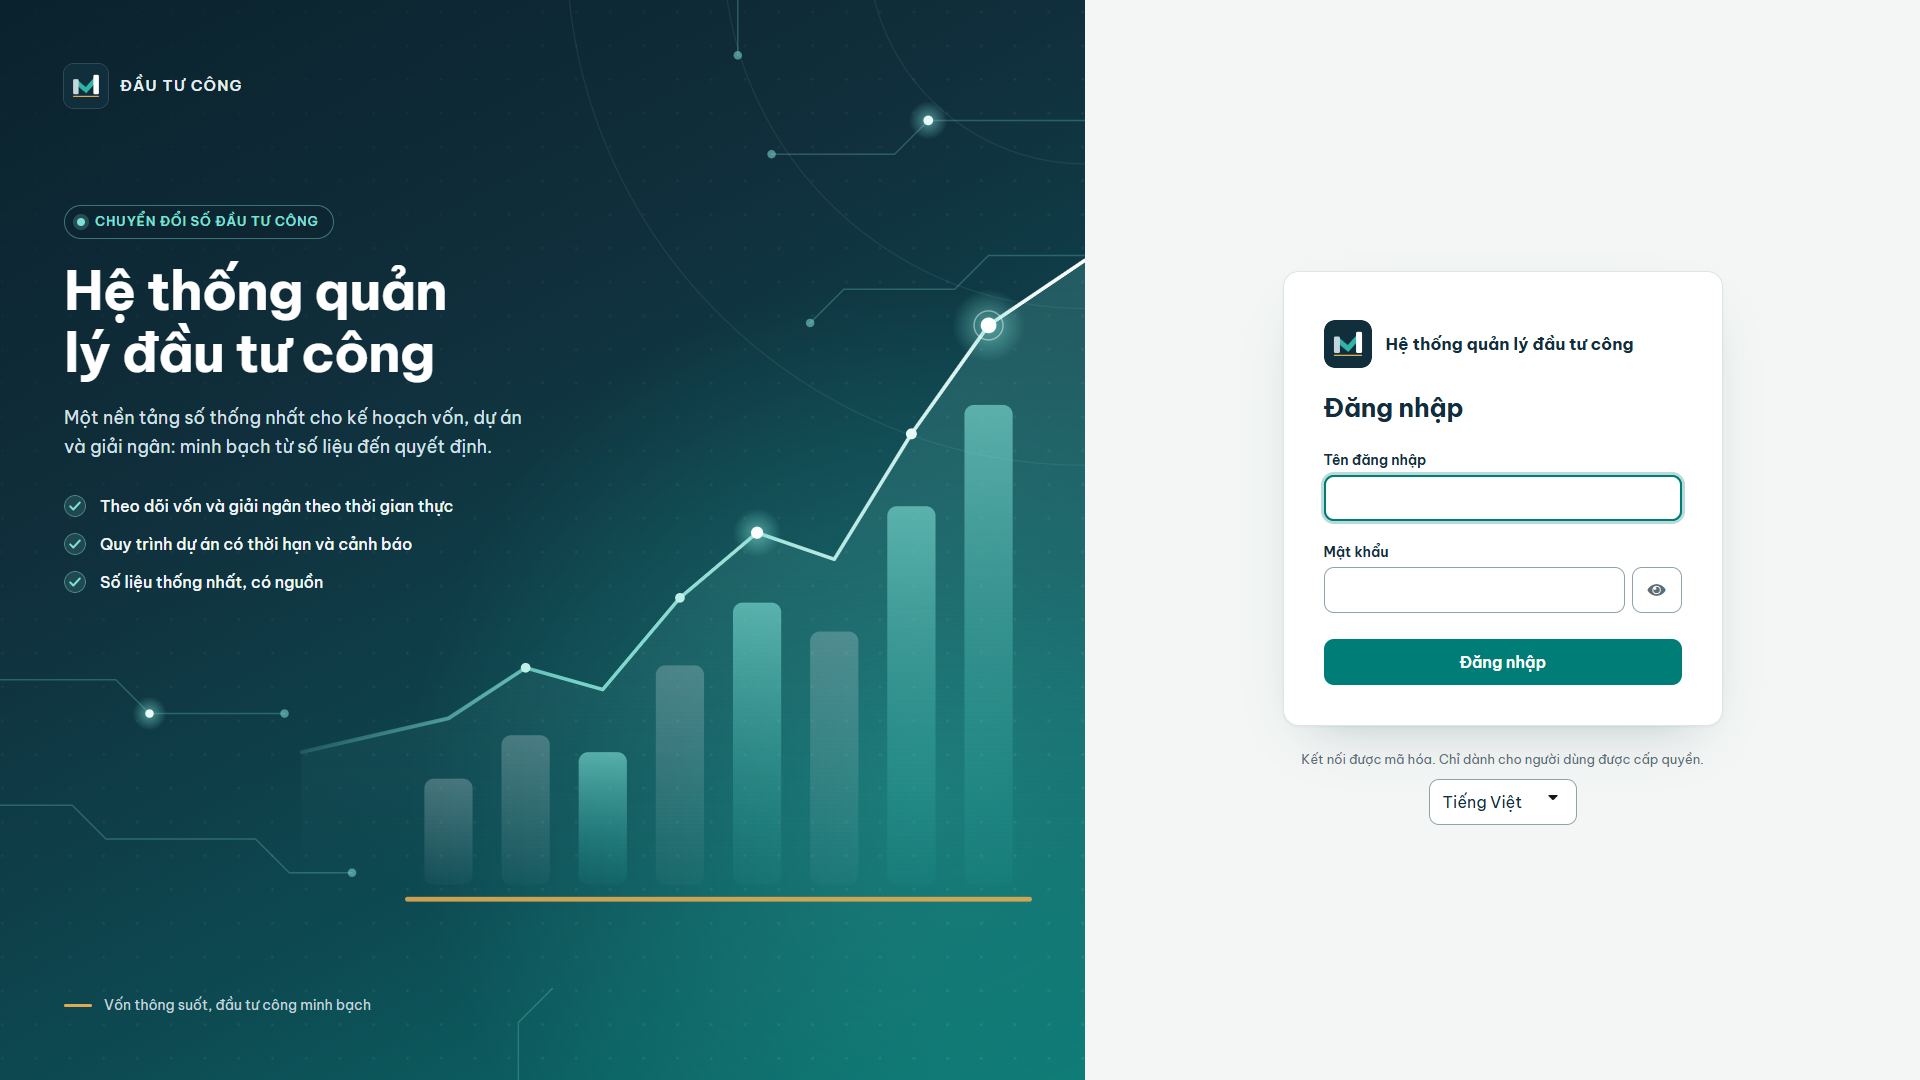 ĐẦU TƯ CÔNG
CHUYỂN ĐỔI SỐ ĐẦU TƯ CÔNG
Hệ thống quản
lý đầu tư công
Một nền tảng số thống nhất cho kế hoạch vốn, dự án
và giải ngân: minh bạch từ số liệu đến quyết định.
Theo dõi vốn và giải ngân theo thời gian thực
Quy trình dự án có thời hạn và cảnh báo
Số liệu thống nhất, có nguồn
Vốn thông suốt, đầu tư công minh bạch
Hệ thống quản lý đầu tư công
Đăng nhập
Tên đăng nhập
Mật khẩu
Đăng nhập
Kết nối được mã hóa. Chỉ dành cho người dùng được cấp quyền.
Tiếng Việt